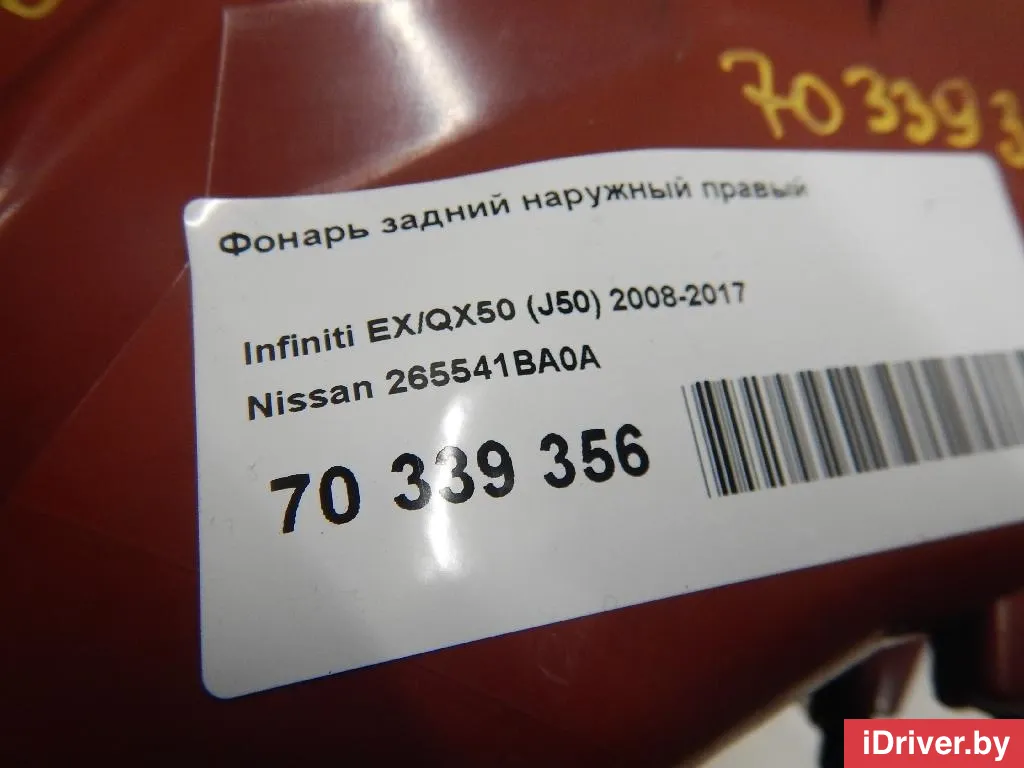 70 339 3
Фонарь задний наружный правый
Infiniti EX/QX50 (J50) 2008-2017
Nissan 265541BA0A
70 339 356
iDriver.by